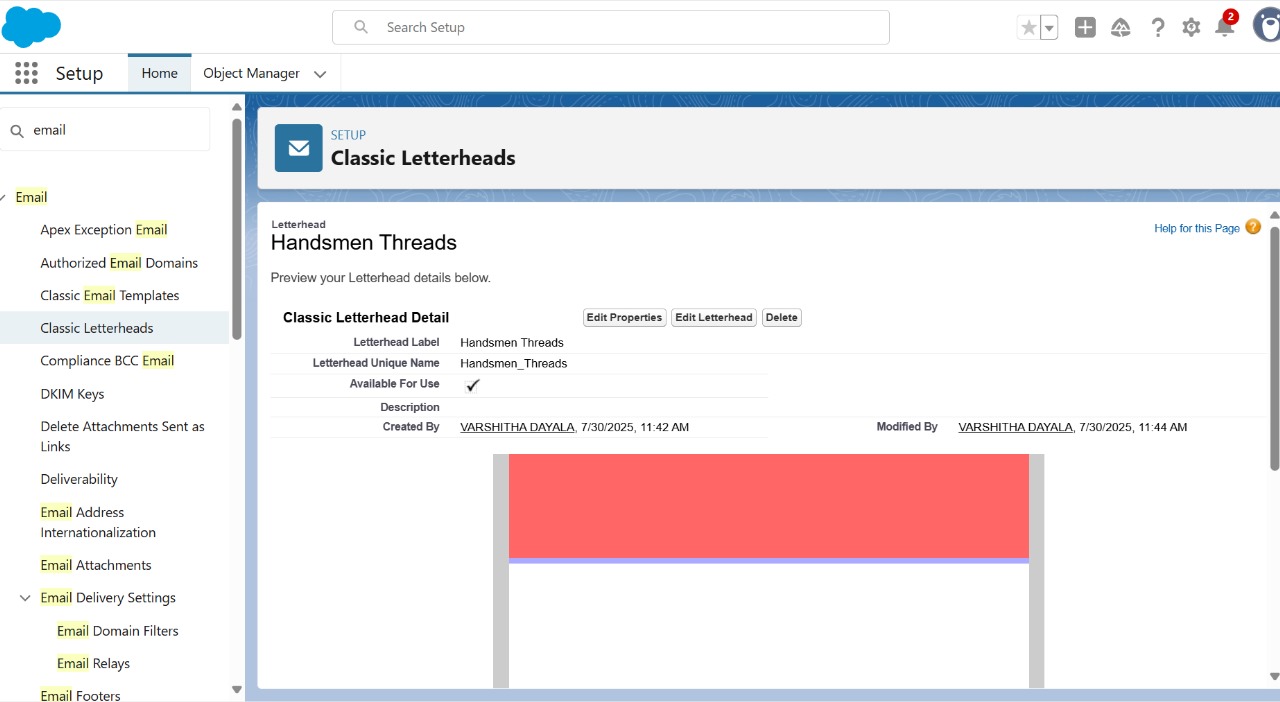 Search Setup
2
Setup
Home
Object Manager
email
Email
Apex Exception Email
Authorized Email Domains
Classic Email Templates
Classic Letterheads
Compliance BCC Email
DKIM Keys
Delete Attachments Sent as
Links
Deliverability
Email Address
Internationalization
Email Attachments
Email Delivery Settings
Email Domain Filters
Email Relays
Email Footers
SETUP
Classic Letterheads
Letterhead
Handsmen Threads
Help for this Page ?
Preview your Letterhead details below.
Classic Letterhead Detail Edit Properties Edit Letterhead Delete
Letterhead Label Handsmen Threads
Letterhead Unique Name Handsmen_Threads
Available For Use
Description
Created By VARSHITHA DAYALA, 7/30/2025, 11:42 AM Modified By VARSHITHA DAYALA, 7/30/2025, 11:44 AM